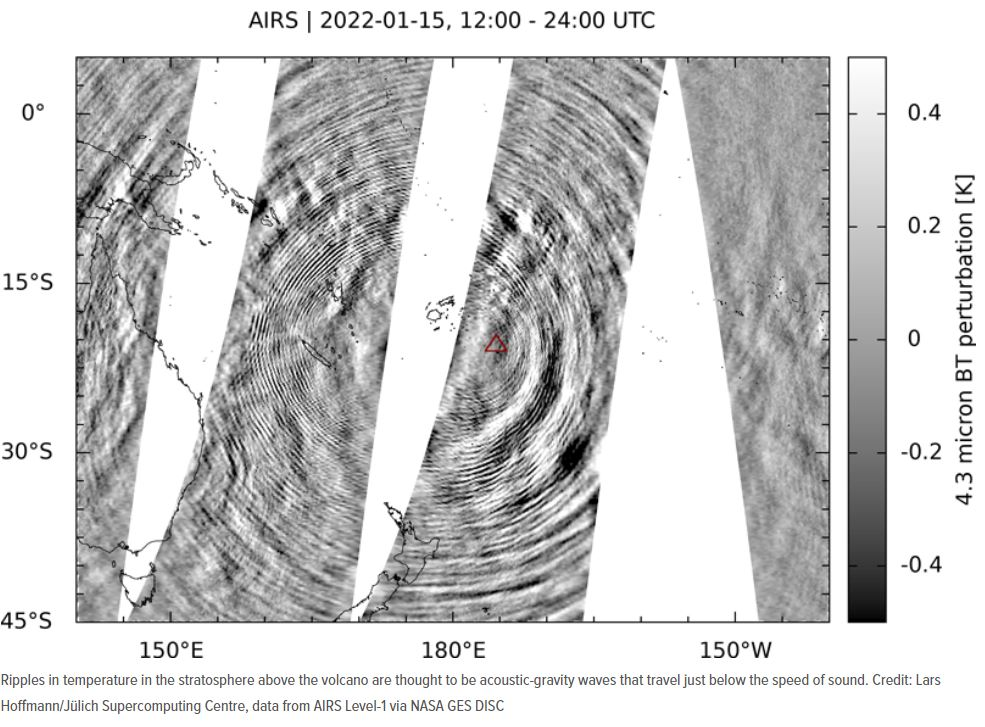 AIRS | 2022-01-15, 12:00 - 24:00 UTC
0°
15°S
30°S
45°S
150°E
180°E
150°W
0.4
0.2
0
-0.2
-0.4
4.3 micron BT perturbation [K]
Ripples in temperature in the stratosphere above the volcano are thought to be acoustic-gravity waves that travel just below the speed of sound. Credit: Lars
Hoffmann/Jülich Supercomputing Centre, data from AIRS Level-1 via NASA GES DISC